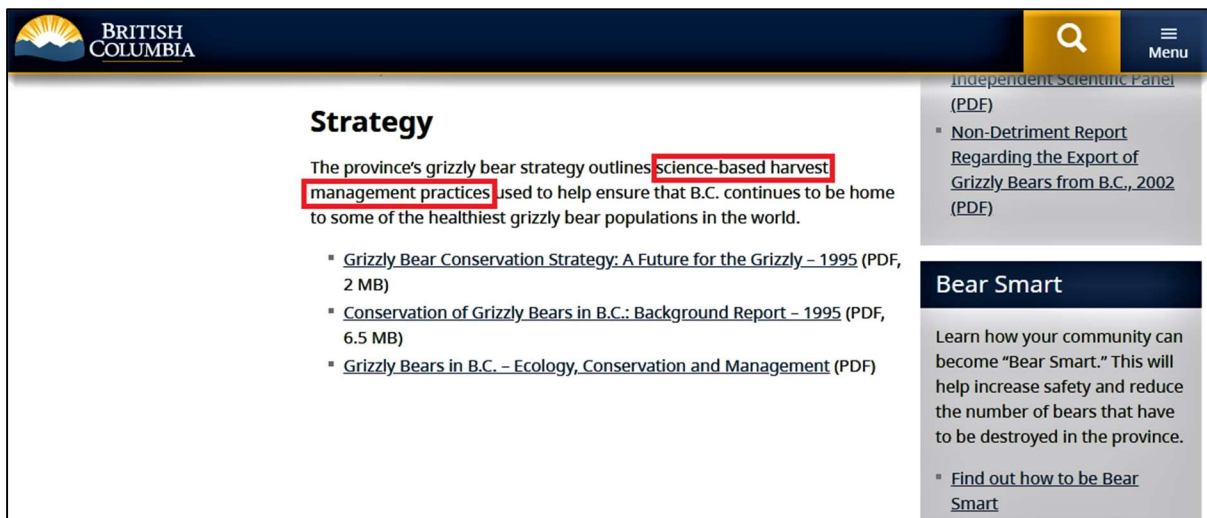 BRITISH
COLUMBIA
Menu
Strategy
The province's grizzly bear strategy outlines science-based harvest
management practices used to help ensure that B.C. continues to be home
to some of the healthiest grizzly bear populations in the world.
Grizzly Bear Conservation Strategy: A Future for the Grizzly – 1995 (PDF,
2 MB)
Conservation of Grizzly Bears in B.C.: Background Report – 1995 (PDF,
6.5 MB)
Grizzly Bears in B.C. – Ecology, Conservation and Management (PDF)
Independent Scientific Panel
(PDF)
Non-Detriment Report
Regarding the Export of
Grizzly Bears from B.C., 2002
(PDF)
Bear Smart
Learn how your community can
become “Bear Smart.” This will
help increase safety and reduce
the number of bears that have
to be destroyed in the province.
Find out how to be Bear
Smart